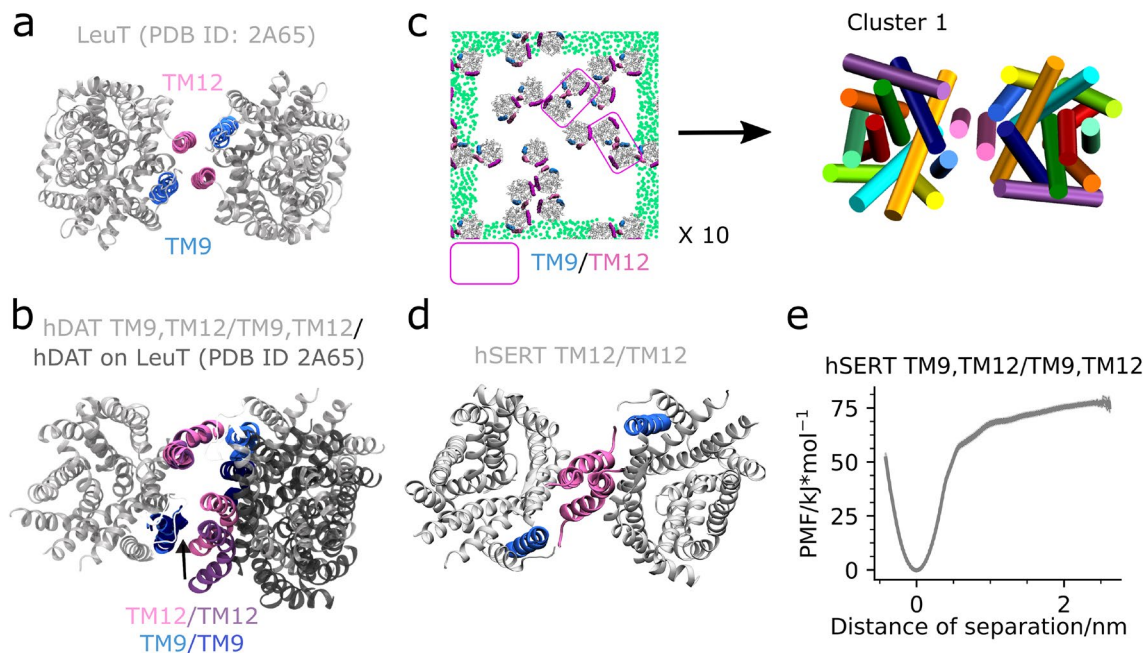 a
LeuT (PDB ID: 2A65)
TM12
TM9
b
hDAT TM9,TM12/TM9,TM12/
hDAT on LeuT (PDB ID 2A65)
TM12/TM12
TM9/TM9
c
X 10
TM9/TM12
Cluster 1
d
hSERT TM12/TM12
e
hSERT TM9,TM12/TM9,TM12
PMF/kJ*mol⁻¹
75
50
25
0
0 2
Distance of separation/nm